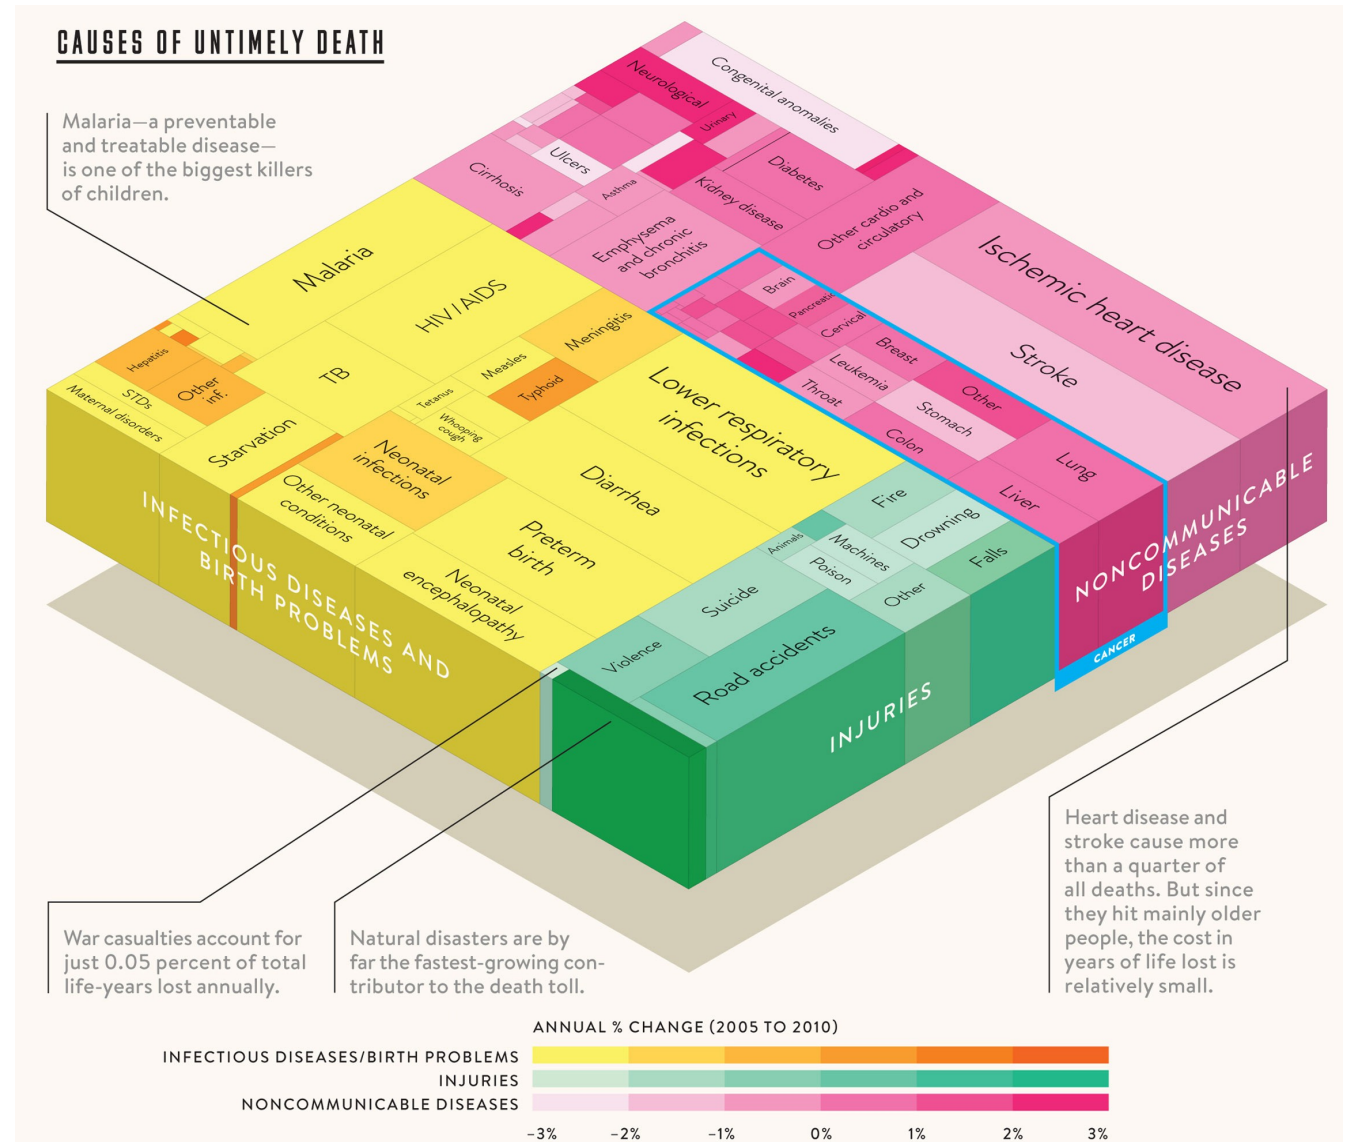 CAUSES OF UNTIMELY DEATH
Malaria—a preventable
and treatable disease—
is one of the biggest killers
of children.
Congenital anomalies
Neurological
Urinary
Ulcers
Diabetes
Cirrhosis
Asthma
Kidney disease
Other cardio and
circulatory
Emphysema
and chronic
bronchitis
Ischemic heart disease
Stroke
Brain
Pancreatic
Cervical
Breast
Leukemia
Other
Throat
Stomach
Colon
Lung
Liver
Malaria
HIV/AIDS
Meningitis
Measles
Hepatitis
TB
Typhoid
Other
inf.
Tetanus
STDs
Maternal disorders
Whooping
cough
Starvation
Lower respiratory
infections
Neonatal
infections
Diarrhea
Other neonatal
conditions
Preterm
birth
Neonatal
encephalopathy
Fire
Drowning
Animals
Machines
Falls
Poison
Suicide
Other
Violence
Road accidents
INFECTIOUS DISEASES AND
BIRTH PROBLEMS
INJURIES
NONCOMMUNICABLE
DISEASES
CANCER
War casualties account for
just 0.05 percent of total
life-years lost annually.
Natural disasters are by
far the fastest-growing con-
tributor to the death toll.
Heart disease and
stroke cause more
than a quarter of
all deaths. But since
they hit mainly older
people, the cost in
years of life lost is
relatively small.
ANNUAL % CHANGE (2005 TO 2010)
INFECTIOUS DISEASES/BIRTH PROBLEMS
INJURIES
NONCOMMUNICABLE DISEASES
–3% –2% –1% 0% 1% 2% 3%